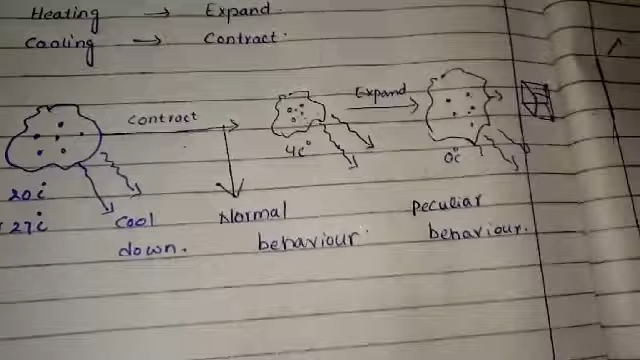 Heating → Expand.
Cooling → Contract.
Contract
Expand
4c°
0c°
20c°
27c°
Cool down.
Normal behaviour.
Peculiar behaviour.